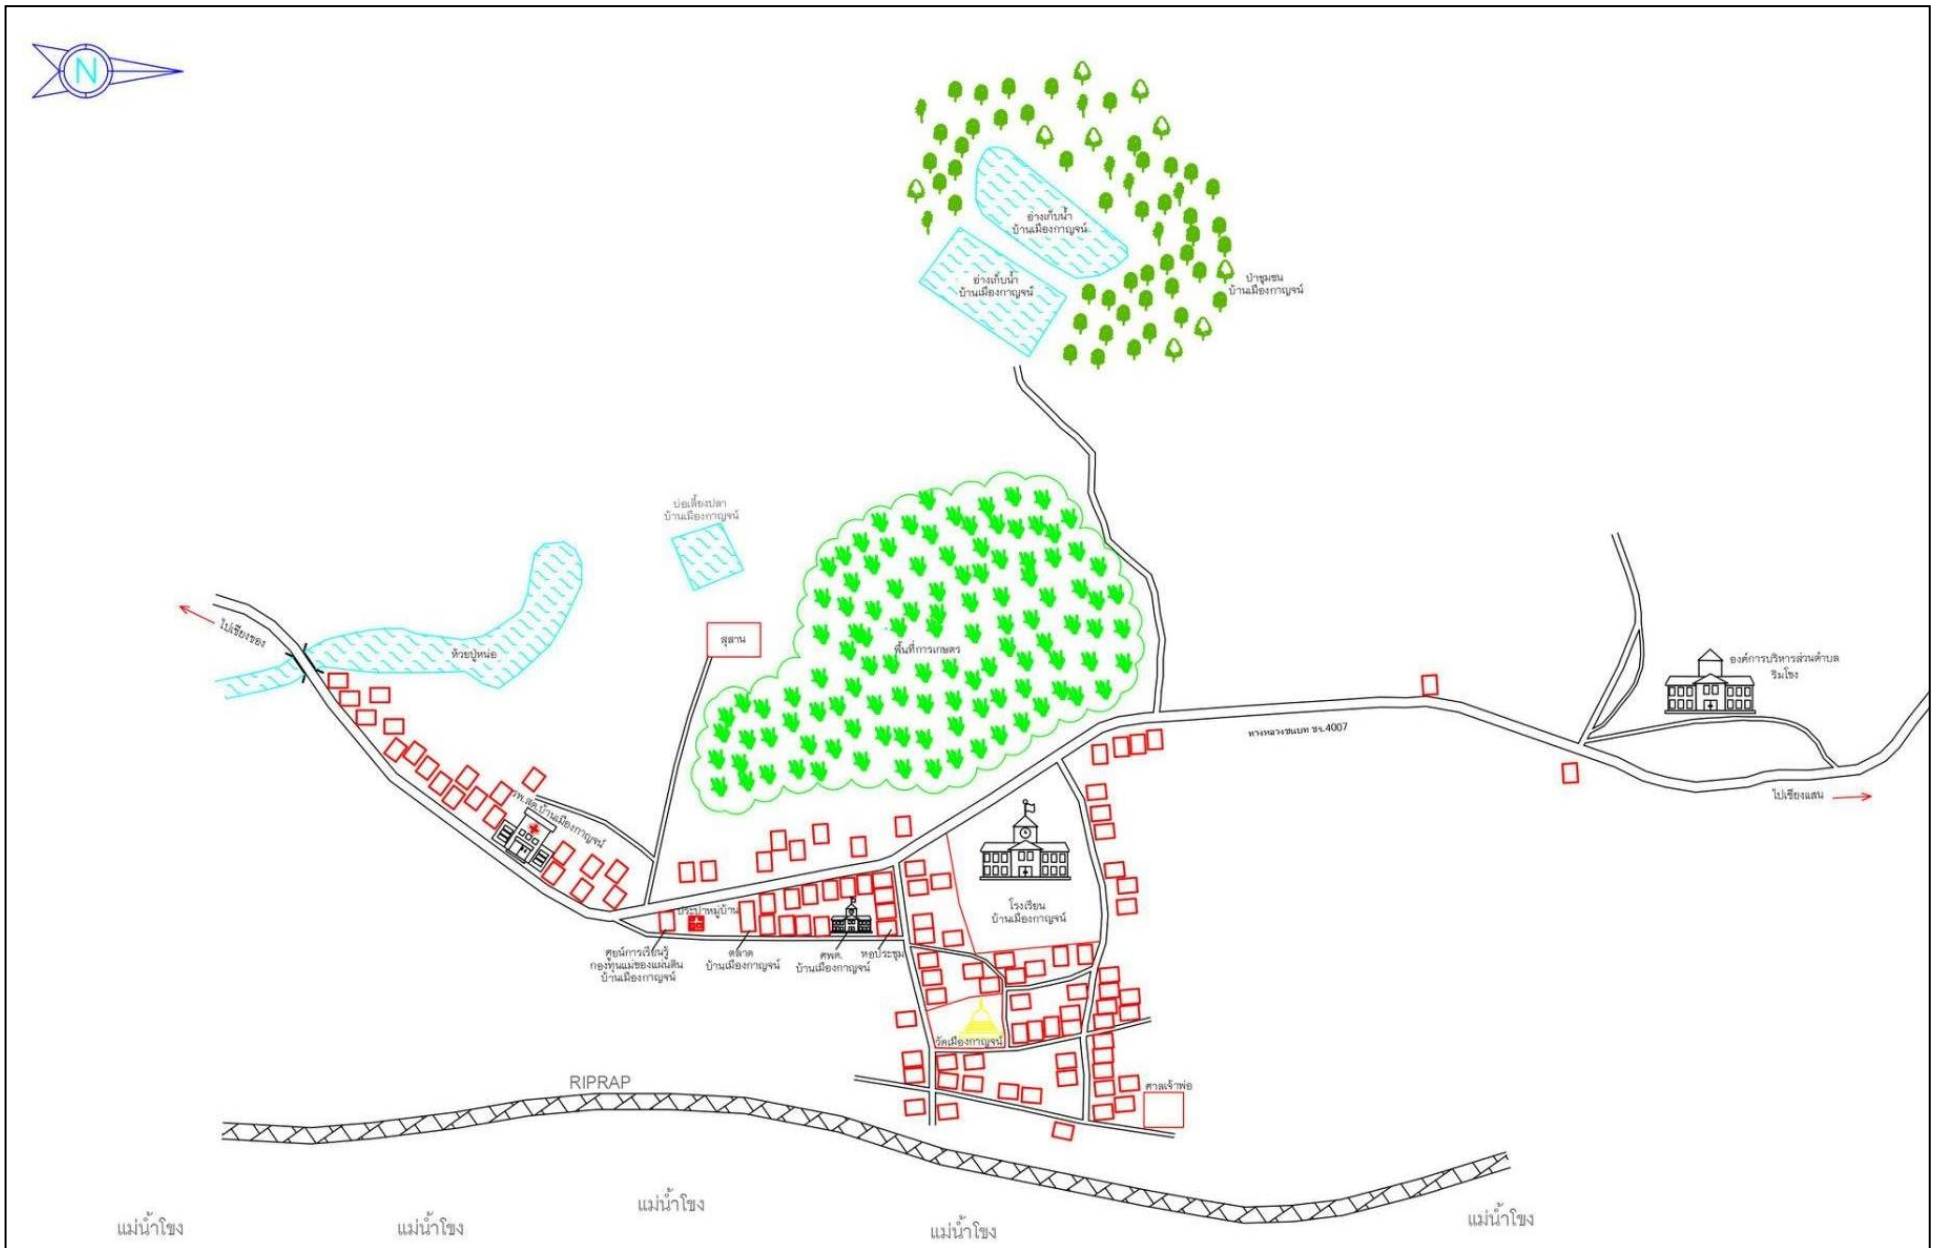 N
อ่างเก็บน้ำ
บ้านเมืองกาญจน์
อ่างเก็บน้ำ
บ้านเมืองกาญจน์
ป่าชุมชน
บ้านเมืองกาญจน์
บ่อเลี้ยงปลา
บ้านเมืองกาญจน์
ไปเชียงของ
ห้วยปู่หน่อ
สุสาน
พื้นที่การเกษตร
องค์การบริหารส่วนตำบล
ริมโขง
ทางหลวงชนบท ชร.4007
ไปเชียงแสน
รพ.สต.บ้านเมืองกาญจน์
ประปาหมู่บ้าน
โรงเรียน
บ้านเมืองกาญจน์
ศูนย์การเรียนรู้
กองทุนแม่ของแผ่นดิน
บ้านเมืองกาญจน์
ตลาด
บ้านเมืองกาญจน์
ศพด.
บ้านเมืองกาญจน์
หอประชุม
วัดเมืองกาญจน์
ศาลเจ้าพ่อ
RIPRAP
แม่น้ำโขง
แม่น้ำโขง
แม่น้ำโขง
แม่น้ำโขง
แม่น้ำโขง